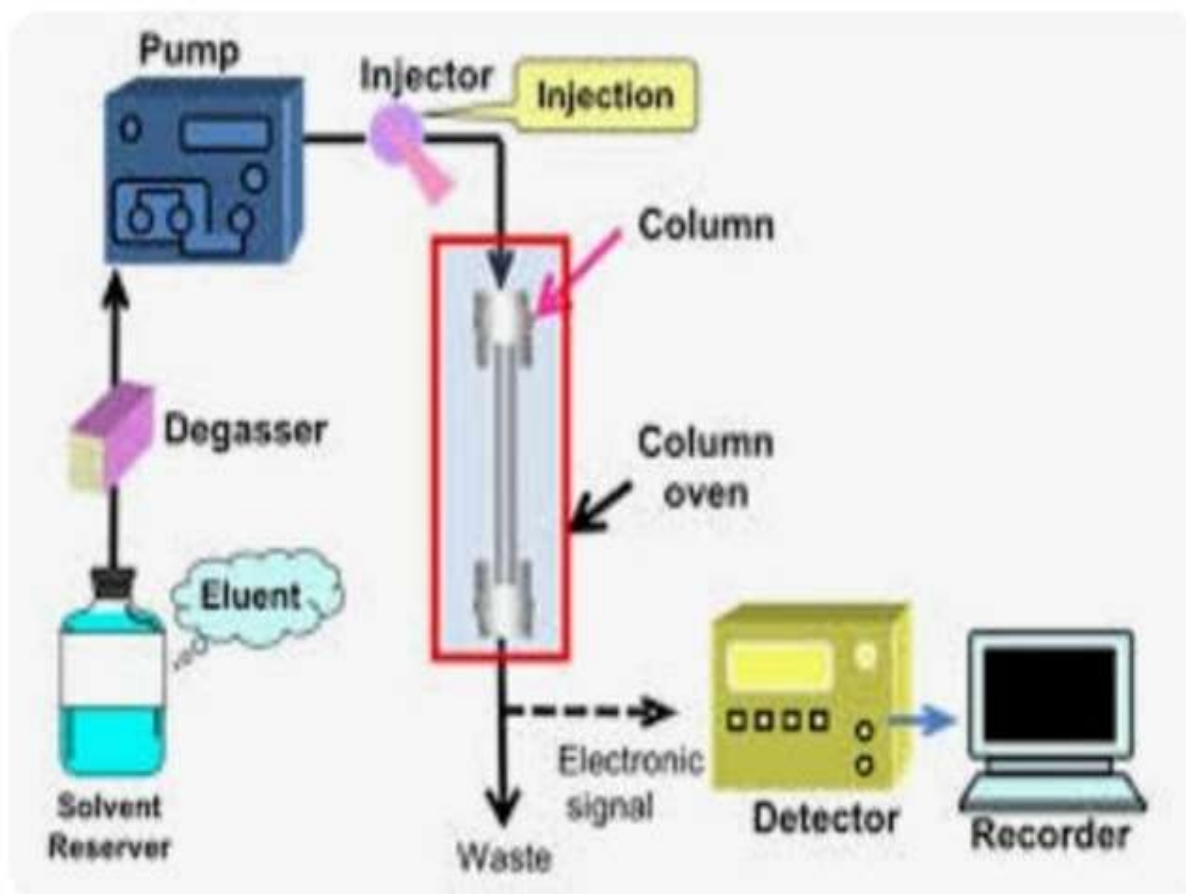 Pump
Injector
Injection
Column
Degasser
Column
oven
Eluent
Electronic
signal
Solvent
Reserver
Detector
Recorder
Waste